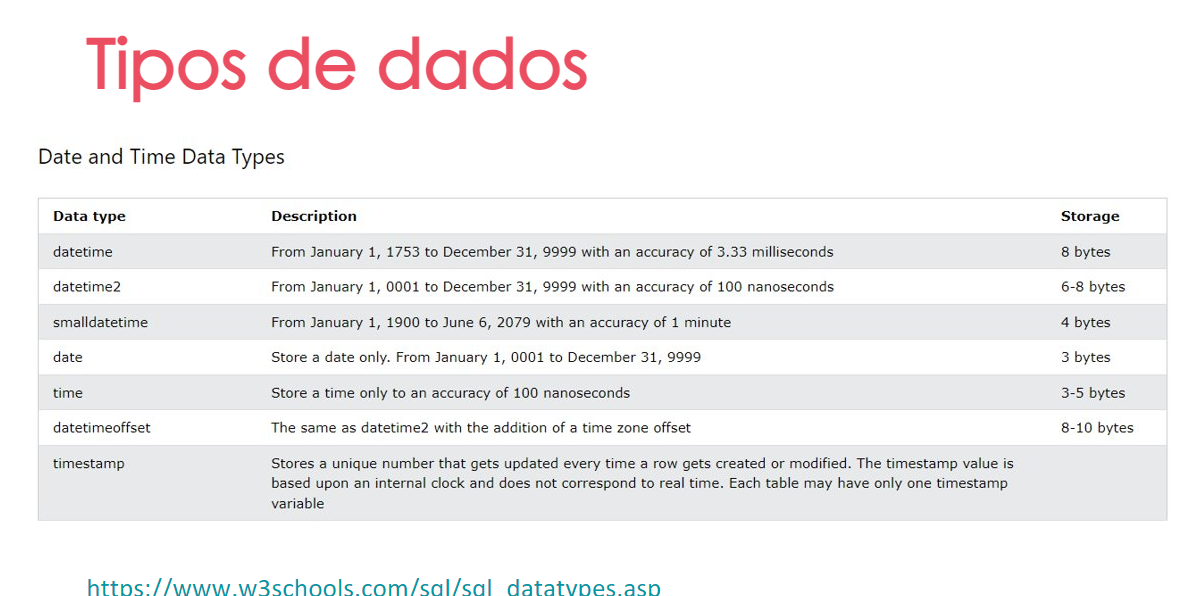 Tipos de dados
Date and Time Data Types
Data type Description Storage
datetime From January 1, 1753 to December 31, 9999 with an accuracy of 3.33 milliseconds 8 bytes
datetime2 From January 1, 0001 to December 31, 9999 with an accuracy of 100 nanoseconds 6-8 bytes
smalldatetime From January 1, 1900 to June 6, 2079 with an accuracy of 1 minute 4 bytes
date Store a date only. From January 1, 0001 to December 31, 9999 3 bytes
time Store a time only to an accuracy of 100 nanoseconds 3-5 bytes
datetimeoffset The same as datetime2 with the addition of a time zone offset 8-10 bytes
timestamp Stores a unique number that gets updated every time a row gets created or modified. The timestamp value is
based upon an internal clock and does not correspond to real time. Each table may have only one timestamp
variable
https://www.w3schools.com/sql/sql_datatypes.asp